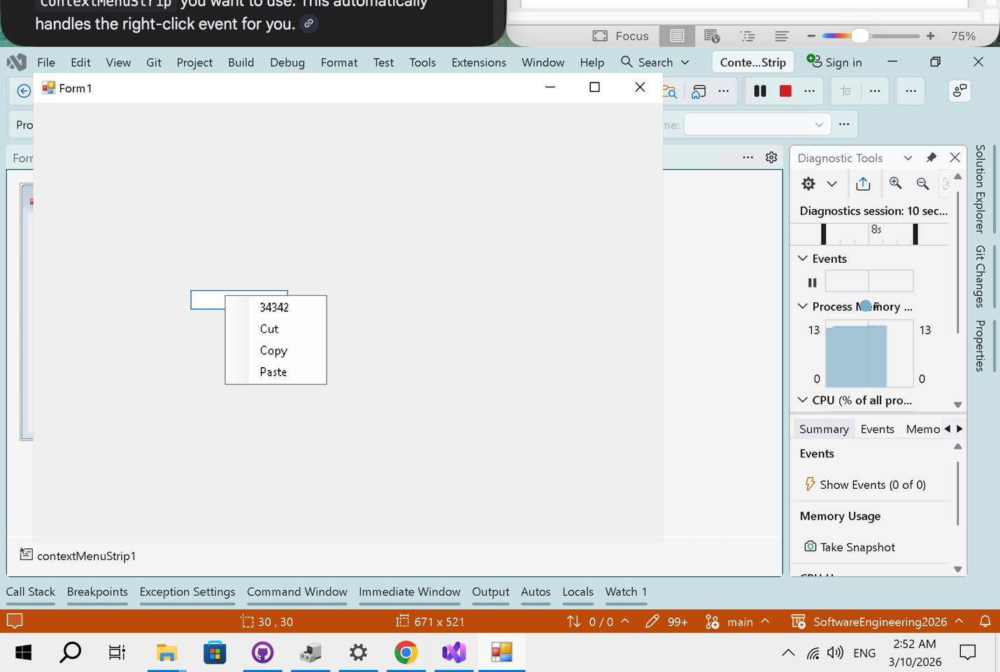 ContextMenuStrip you want to use. This automatically
handles the right-click event for you.
Focus
75%
File Edit View Git Project Build Debug Format Test Tools Extensions Window Help Search Conte...Strip Sign in
Form1
Pro
me:
For
Diagnostic Tools
Diagnostics session: 10 sec...
8s
Events
Process Memory ...
13 13
0 0
CPU (% of all pro...
34342
Cut
Copy
Paste
Summary Events Memo
Events
Show Events (0 of 0)
Memory Usage
Take Snapshot
Solution Explorer
Git Changes
Properties
contextMenuStrip1
Call Stack Breakpoints Exception Settings Command Window Immediate Window Output Autos Locals Watch 1
30 , 30 671 x 521 0 / 0 99+ main SoftwareEngineering2026
ENG
2:52 AM
3/10/2026